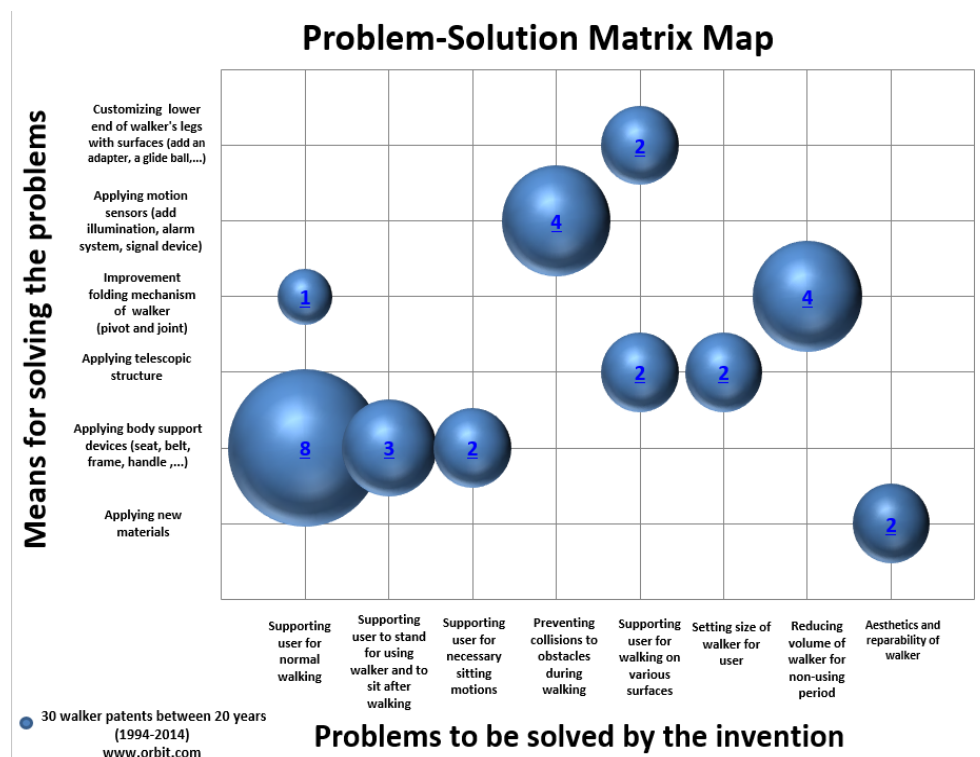 Problem-Solution Matrix Map
Means for solving the problems
Customizing lower
end of walker's legs
with surfaces (add an
adapter, a glide ball,...)
Applying motion
sensors (add
illumination, alarm
system, signal device)
Improvement
folding mechanism
of walker
(pivot and joint)
Applying telescopic
structure
Applying body support
devices (seat, belt,
frame, handle ,...)
Applying new
materials
2
4
1
4
2
2
8
3
2
2
Supporting
user for
normal
walking
Supporting
user to stand
for using
walker and to
sit after
walking
Supporting
user for
necessary
sitting
motions
Preventing
collisions to
obstacles
during
walking
Supporting
user for
walking on
various
surfaces
Setting size of
walker for
user
Reducing
volume of
walker for
non-using
period
Aesthetics and
reparability of
walker
30 walker patents between 20 years
(1994-2014)
www.orbit.com
Problems to be solved by the invention